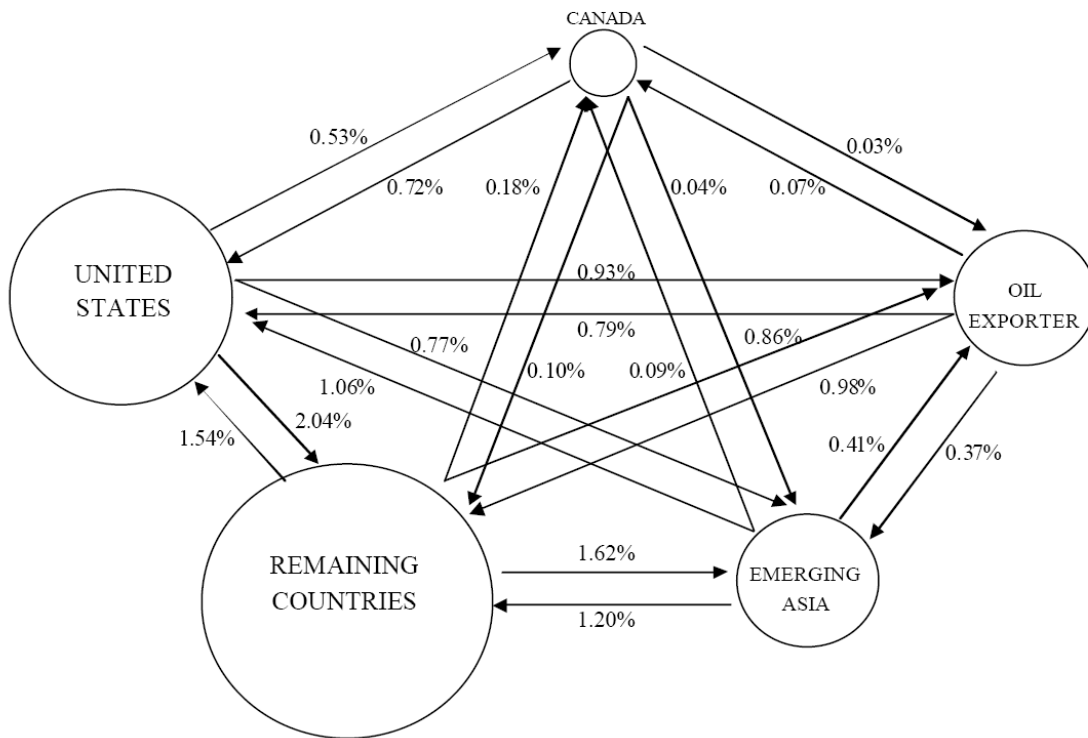 CANADA
0.53%
0.03%
0.72%
0.18%
0.04%
0.07%
UNITED
STATES
0.93%
OIL
EXPORTER
0.79%
0.77%
0.86%
1.06%
0.10%
0.09%
0.98%
2.04%
1.54%
0.41%
0.37%
REMAINING
COUNTRIES
1.62%
EMERGING
ASIA
1.20%